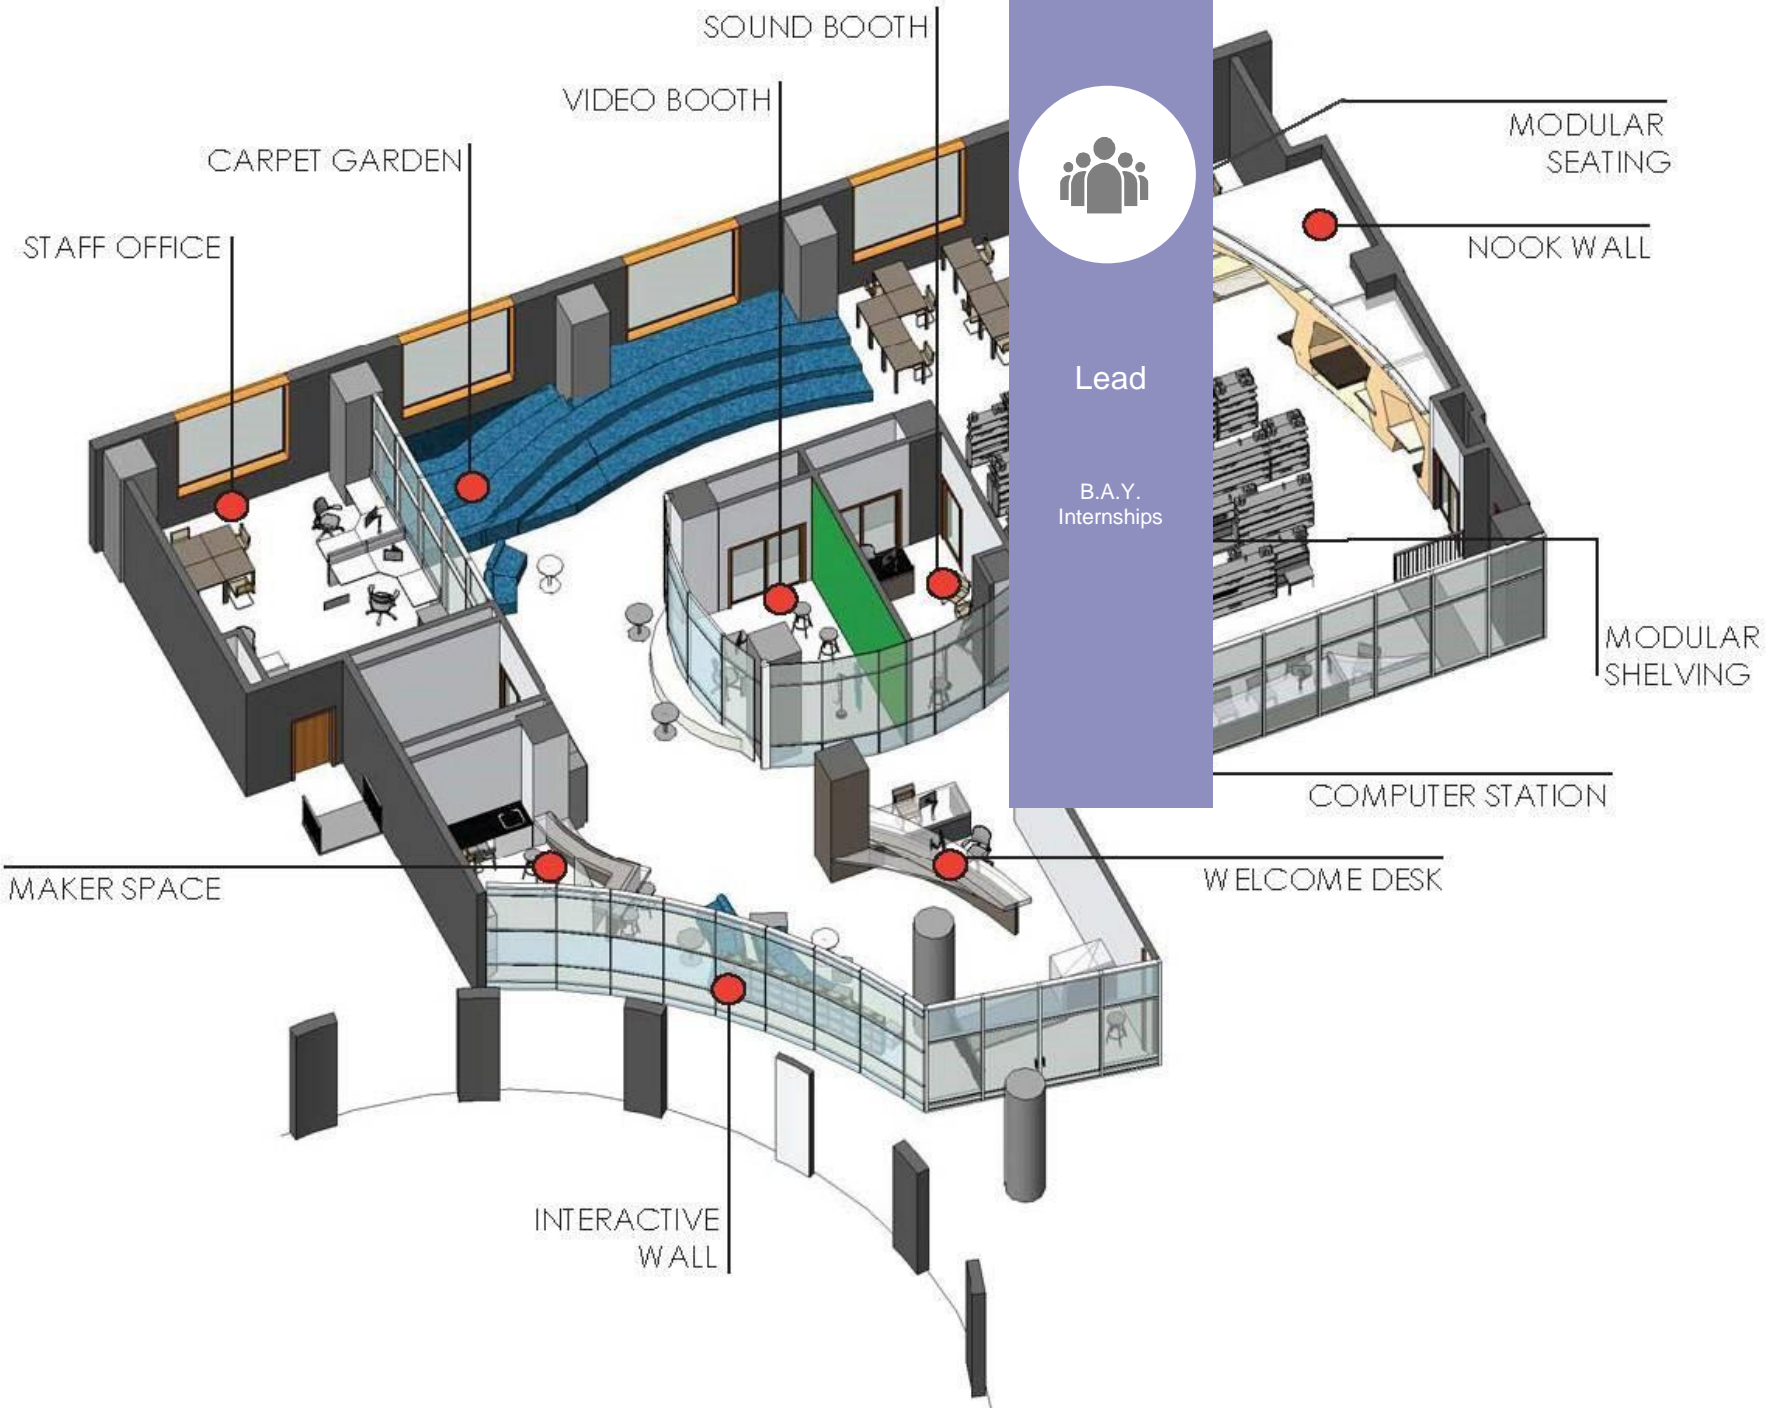 SOUND BOOTH
VIDEO BOOTH
CARPET GARDEN
STAFF OFFICE
MODULAR
SEATING
NOOK WALL
Lead
B.A.Y.
Internships
MODULAR
SHELVING
COMPUTER STATION
WELCOME DESK
MAKER SPACE
INTERACTIVE
WALL